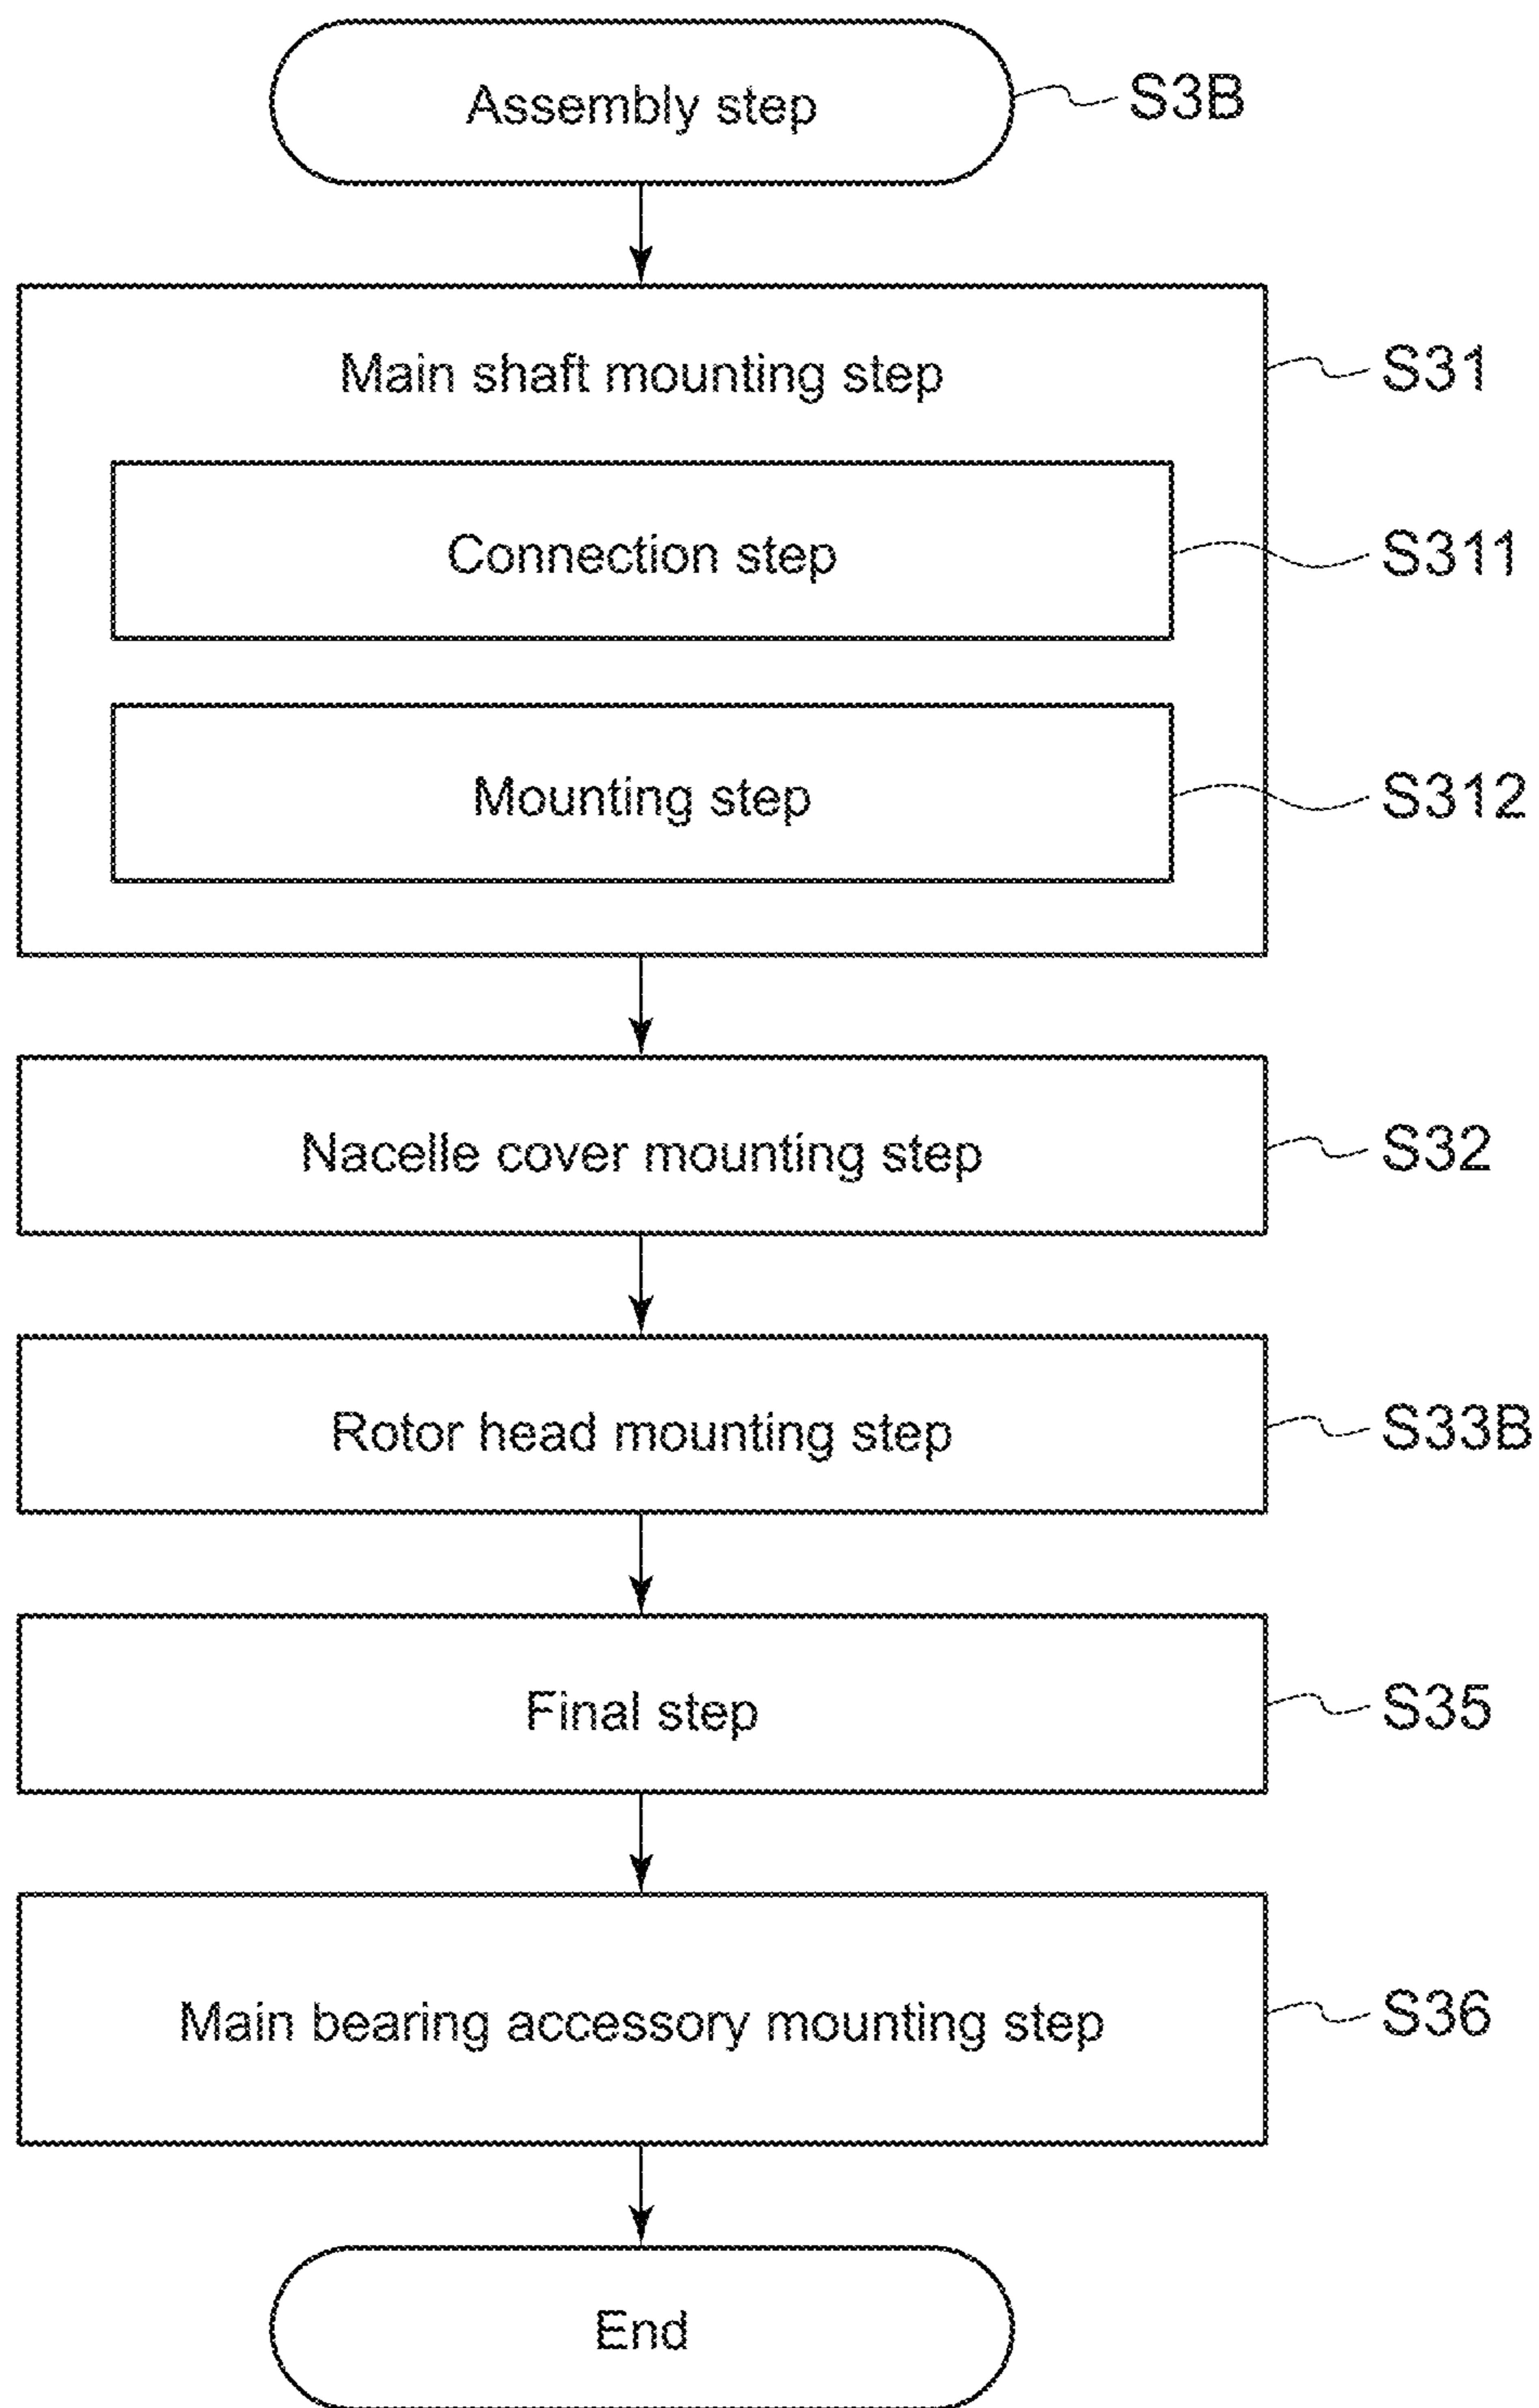 Assembly step S3B
Main shaft mounting step S31
Connection step S311
Mounting step S312
Nacelle cover mounting step S32
Rotor head mounting step S33B
Final step S35
Main bearing accessory mounting step S36
End